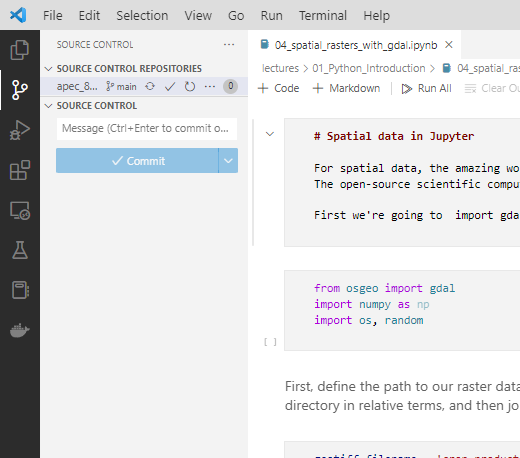 File Edit Selection View Go Run Terminal Help
SOURCE CONTROL ...
04_spatial_rasters_with_gdal.ipynb
SOURCE CONTROL REPOSITORIES
lectures > 01_Python_Introduction > 04_spatial_ras
apec_8... main ... 0
+ Code + Markdown Run All Clear Ou
SOURCE CONTROL
Message (Ctrl+Enter to commit o...
Commit
# Spatial data in Jupyter
For spatial data, the amazing wo
The open-source scientific compu
First we're going to  import gda
from osgeo import gdal
import numpy as np
import os, random
[ ]
First, define the path to our raster data
directory in relative terms, and then jo